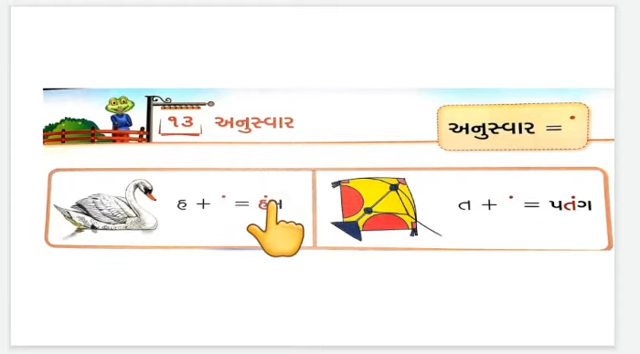 ૧૩ અનુસ્વાર
અનુસ્વાર = ં
હ + ં =
ત + ં = પતંગ